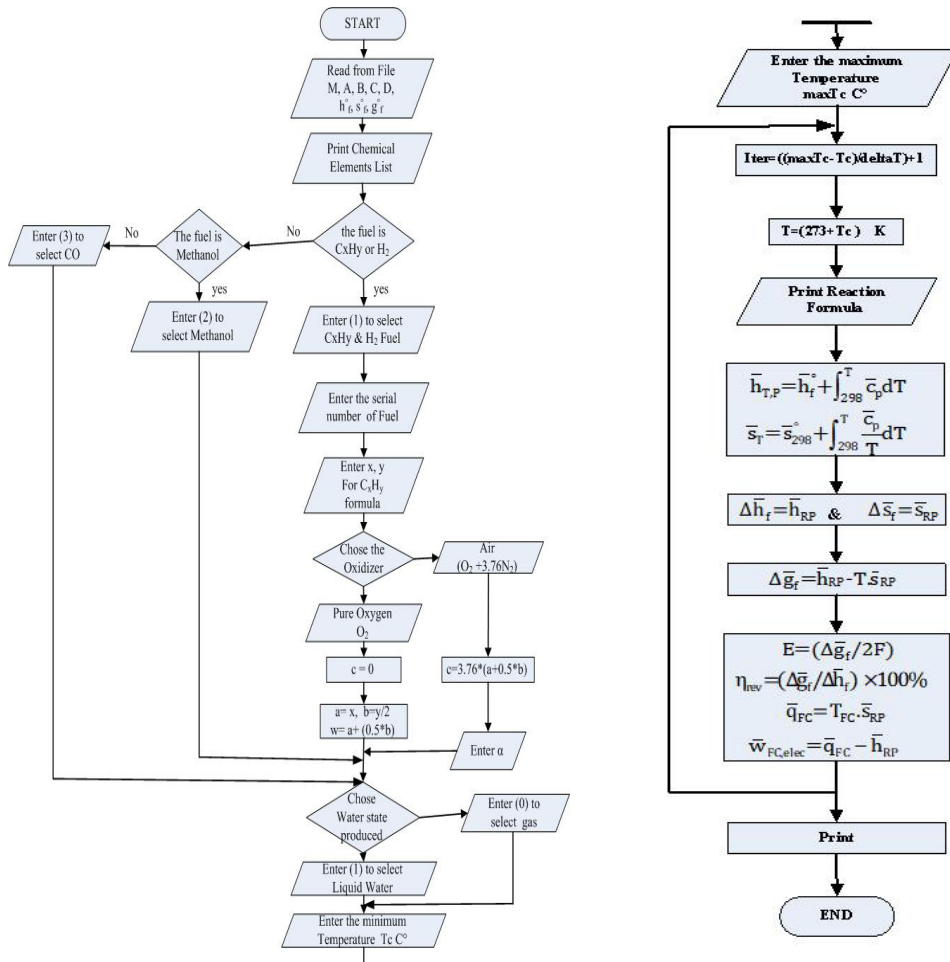 START
Read from File
M, A, B, C, D,
h°f, s°f, g°f
Print Chemical
Elements List
the fuel is
CxHy or H₂
No
The fuel is
Methanol
No
Enter (3) to
select CO
yes
Enter (2) to
select Methanol
yes
Enter (1) to select
CxHy & H₂ Fuel
Enter the serial
number of Fuel
Enter x, y
For CₓHᵧ
formula
Chose the
Oxidizer
Air
(O₂ +3.76N₂)
Pure Oxygen
O₂
c = 0
c=3.76*(a+0.5*b)
a= x, b=y/2
w= a+ (0.5*b)
Enter α
Chose
Water state
produced
Enter (0) to
select gas
Enter (1) to select
Liquid Water
Enter the minimum
Temperature Tc C°
Enter the maximum
Temperature
maxTc C°
Iter=((maxTc-Tc)/deltaT)+1
T=(273+Tc) K
Print Reaction
Formula
h̄T,P=h̄f°+∫298T c̄pdT
s̄T=s̄298°+∫298T c̄p/T dT
Δh̄f=h̄RP & Δs̄f=s̄RP
Δḡf=h̄RP-T.s̄RP
E=(Δḡf/2F)
ηrev=(Δḡf/Δh̄f) ×100%
q̄FC=TFC.s̄RP
w̄FC,elec=q̄FC−h̄RP
Print
END